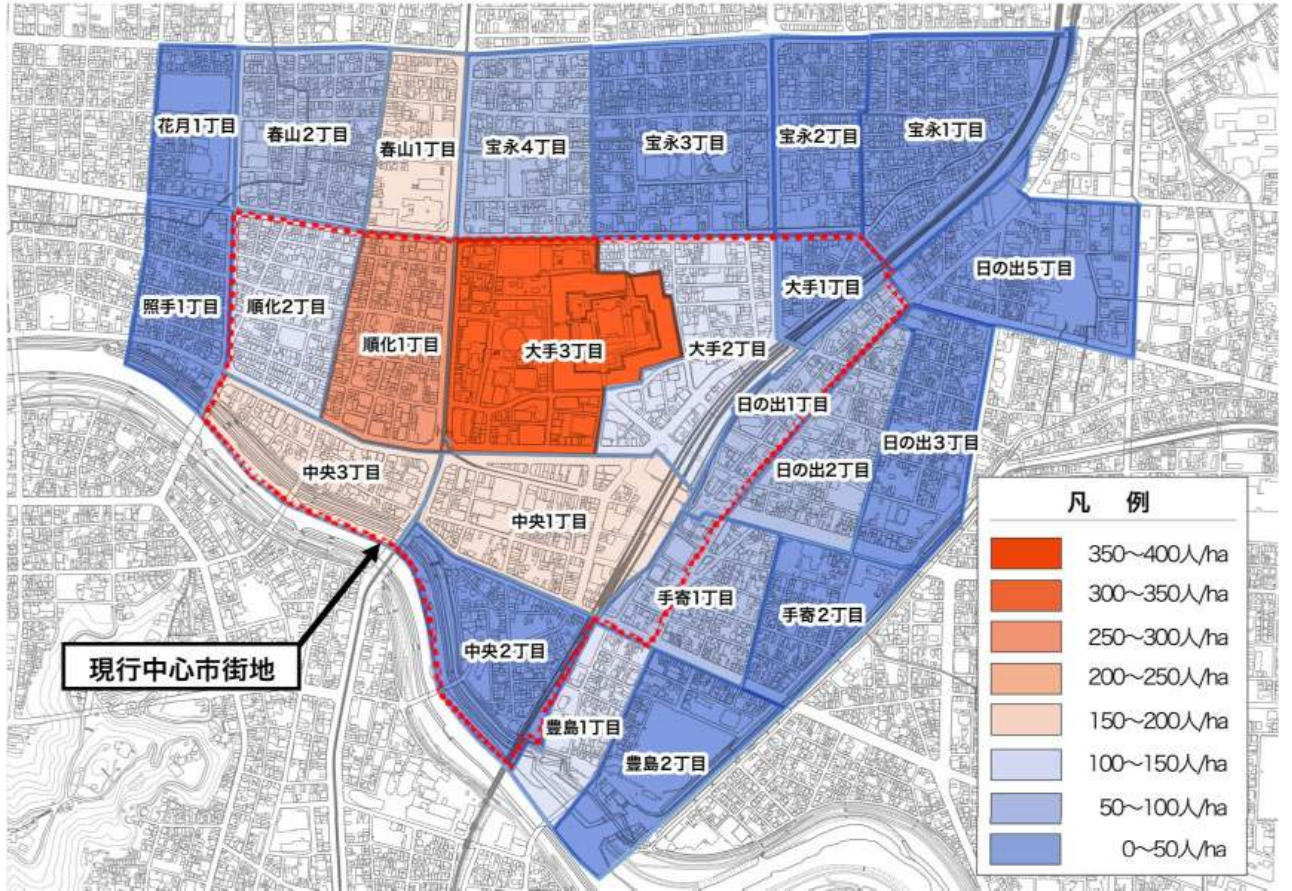 花月1丁目
春山2丁目
春山1丁目
宝永4丁目
宝永3丁目
宝永2丁目
宝永1丁目
日の出5丁目
照手1丁目
順化2丁目
順化1丁目
大手3丁目
大手2丁目
大手1丁目
日の出1丁目
日の出2丁目
日の出3丁目
中央3丁目
中央1丁目
手寄1丁目
手寄2丁目
中央2丁目
豊島1丁目
豊島2丁目
現行中心市街地
凡 例
350～400人/ha
300～350人/ha
250～300人/ha
200～250人/ha
150～200人/ha
100～150人/ha
50～100人/ha
0～50人/ha